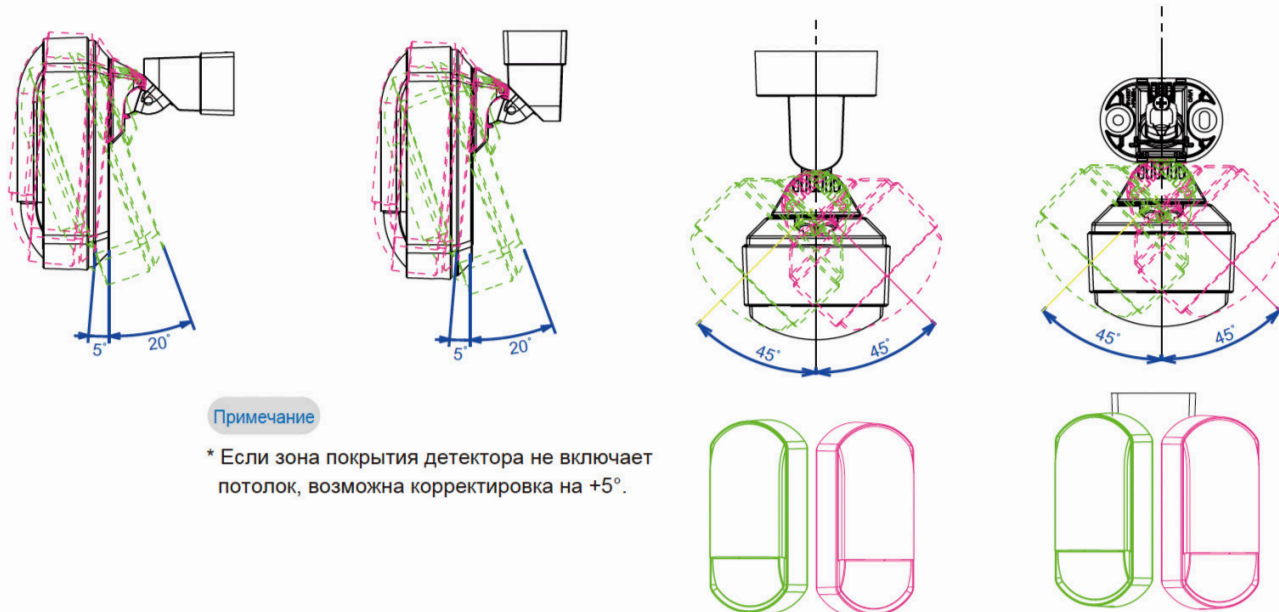 5° 20°
5° 20°
45° 45°
45° 45°
Примечание
* Если зона покрытия детектора не включает
потолок, возможна корректировка на +5°.